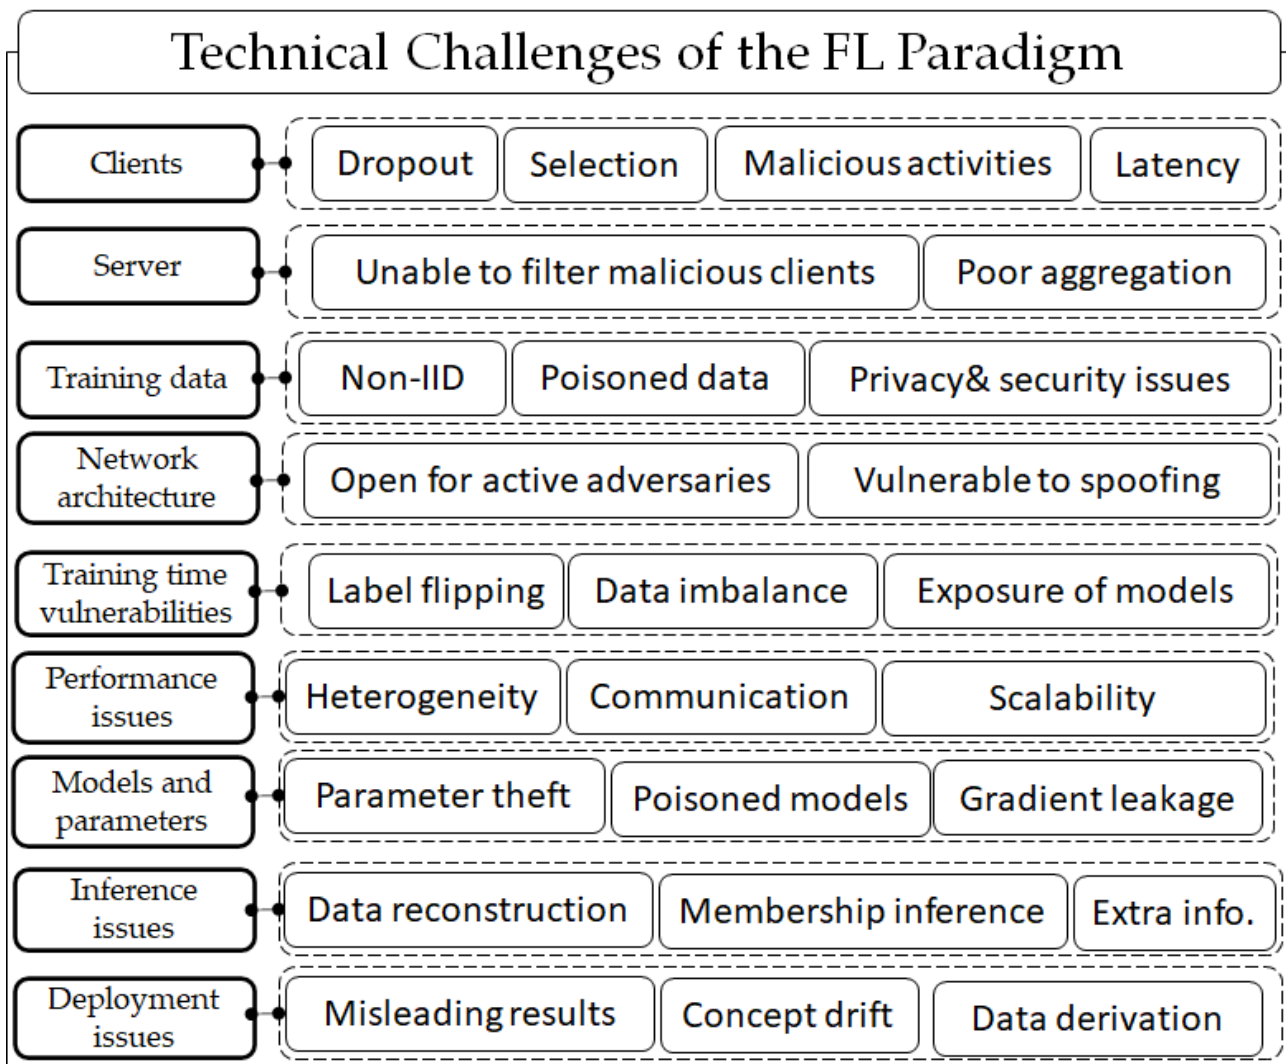 Technical Challenges of the FL Paradigm
Clients
Dropout
Selection
Malicious activities
Latency
Server
Unable to filter malicious clients
Poor aggregation
Training data
Non-IID
Poisoned data
Privacy& security issues
Network
architecture
Open for active adversaries
Vulnerable to spoofing
Training time
vulnerabilities
Label flipping
Data imbalance
Exposure of models
Performance
issues
Heterogeneity
Communication
Scalability
Models and
parameters
Parameter theft
Poisoned models
Gradient leakage
Inference
issues
Data reconstruction
Membership inference
Extra info.
Deployment
issues
Misleading results
Concept drift
Data derivation